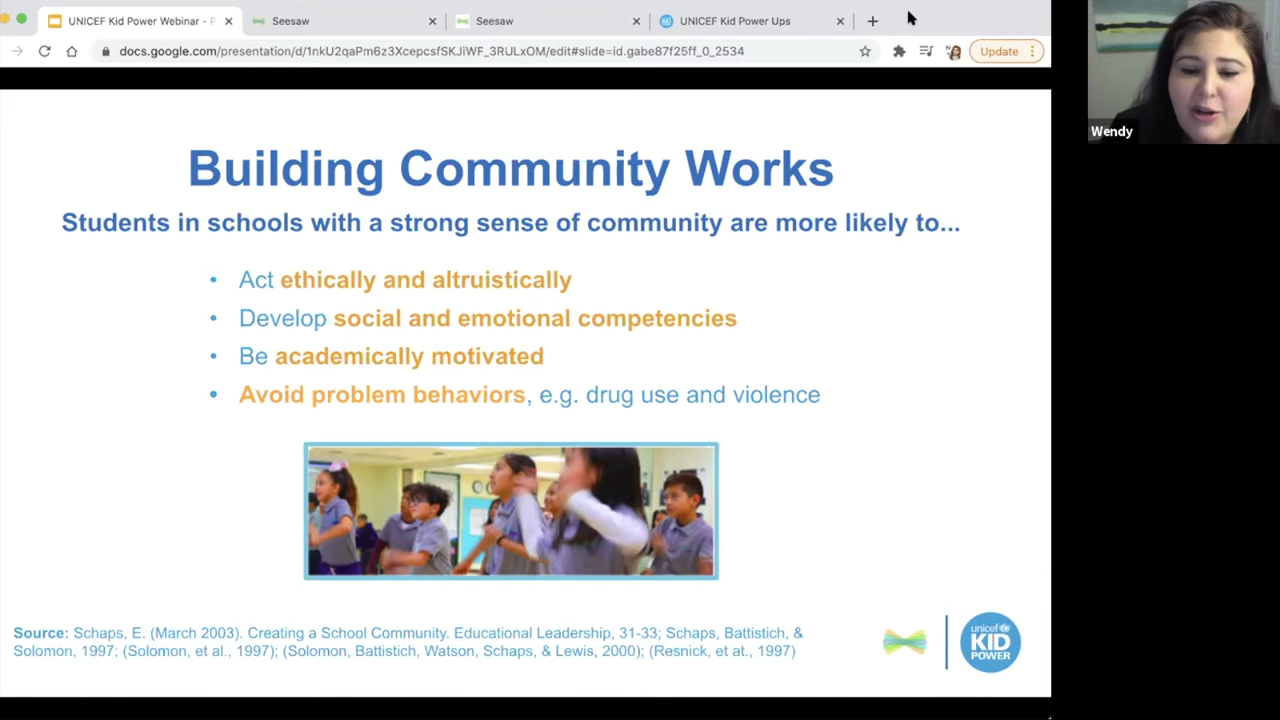 UNICEF Kid Power Webinar - P
Seesaw
Seesaw
UNICEF Kid Power Ups
docs.google.com/presentation/d/1nkU2qaPm6z3XcepcsfSKJiWF_3RULxOM/edit#slide=id.gabe87f25ff_0_2534
Update
Wendy
Building Community Works
Students in schools with a strong sense of community are more likely to...
• Act ethically and altruistically
• Develop social and emotional competencies
• Be academically motivated
• Avoid problem behaviors, e.g. drug use and violence
Source: Schaps, E. (March 2003). Creating a School Community. Educational Leadership, 31-33; Schaps, Battistich, &
Solomon, 1997; (Solomon, et al., 1997); (Solomon, Battistich, Watson, Schaps, & Lewis, 2000); (Resnick, et at., 1997)
unicef
KID
POWER